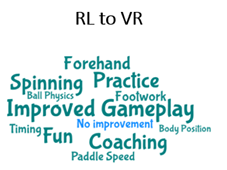 RL to VR
Forehand
Spinning Practice
Ball Physics Footwork
Improved Gameplay
Timing No improvement Body Position
Fun Coaching
Paddle Speed